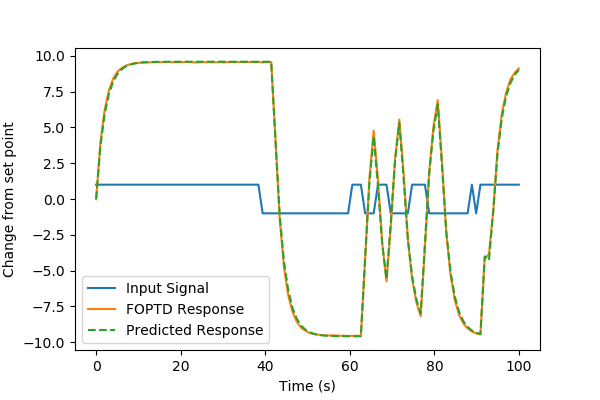 10.0
7.5
5.0
2.5
0.0
−2.5
−5.0
−7.5
−10.0
Change from set point
Input Signal
FOPTD Response
Predicted Response
0 20 40 60 80 100
Time (s)